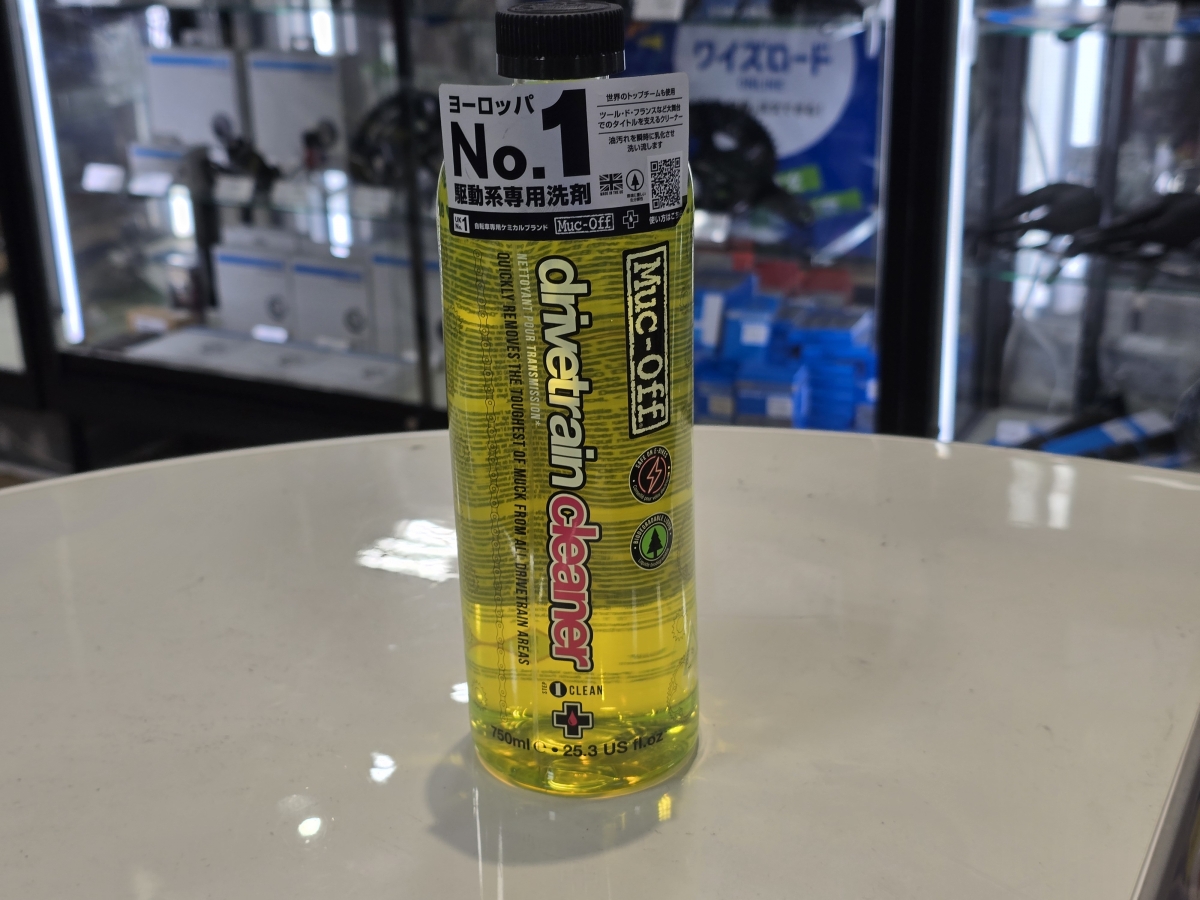 ワイズロード
ヨーロッパ
No.1
駆動系専用洗剤
世界のトップチームも使用
ツール・ド・フランスなど大舞台
でのタイトルを支えるクリーナー
油汚れを瞬時に乳化させ
洗い流します
UK
No.1
自転車専用ケミカルブランド
Muc-Off
使い方はこ
Muc-Off
drivetrain cleaner
NETTOYANT POUR TRANSMISSION
QUICKLY REMOVES THE TOUGHEST OF MUCK FROM ALL DRIVETRAIN AREAS
STEP 1 CLEAN
750ml e • 25.3 US fl.oz